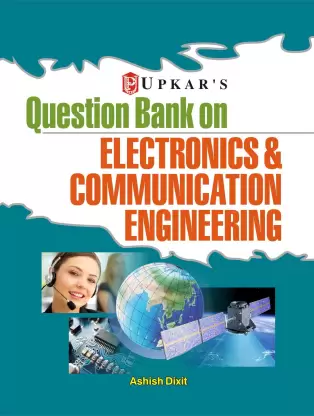 UPKAR'S
Question Bank on
ELECTRONICS &
COMMUNICATION
ENGINEERING
Ashish Dixit